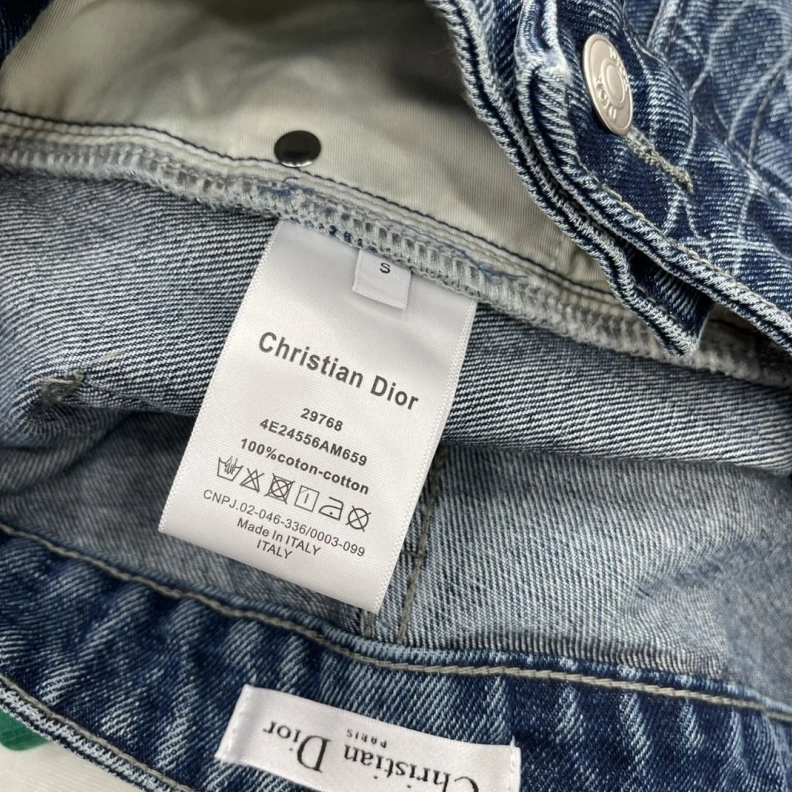 S
Christian Dior
29768
4E24556AM659
100%coton-cotton
CNPJ.02-046-336/0003-099
Made in ITALY
ITALY
Christian Dior
PARIS